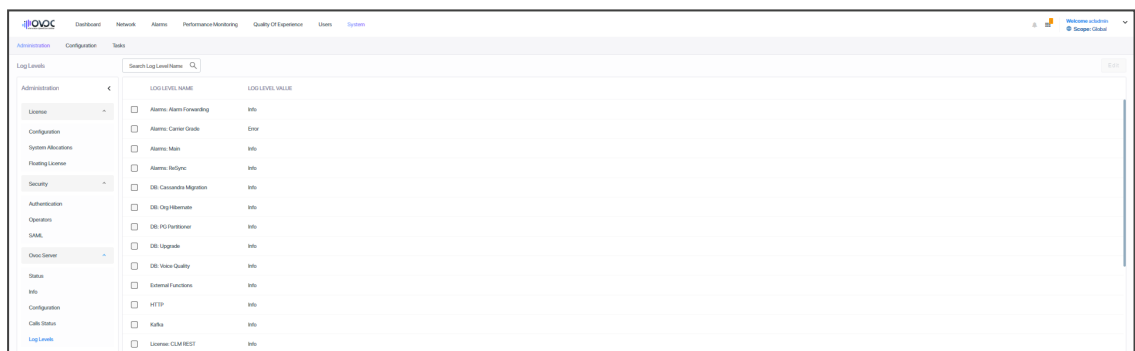 OVOC Dashboard Network Alarms Performance Monitoring Quality Of Experience Users System Welcome acladmin
Scope: Global
Administration Configuration Tasks
Log Levels Search Log Level Name Edit
Administration LOG LEVEL NAME LOG LEVEL VALUE
License Alarms: Alarm Forwarding Info
Configuration Alarms: Carrier Grade Error
System Allocations Alarms: Main Info
Floating License Alarms: ReSync Info
Security DB: Cassandra Migration Info
Authentication DB: Org Hibernate Info
Operators DB: PG Partitioner Info
SAML DB: Upgrade Info
Ovoc Server DB: Voice Quality Info
Status External Functions Info
Info HTTP Info
Configuration
Calls Status Kafka Info
Log Levels License: CLM REST Info